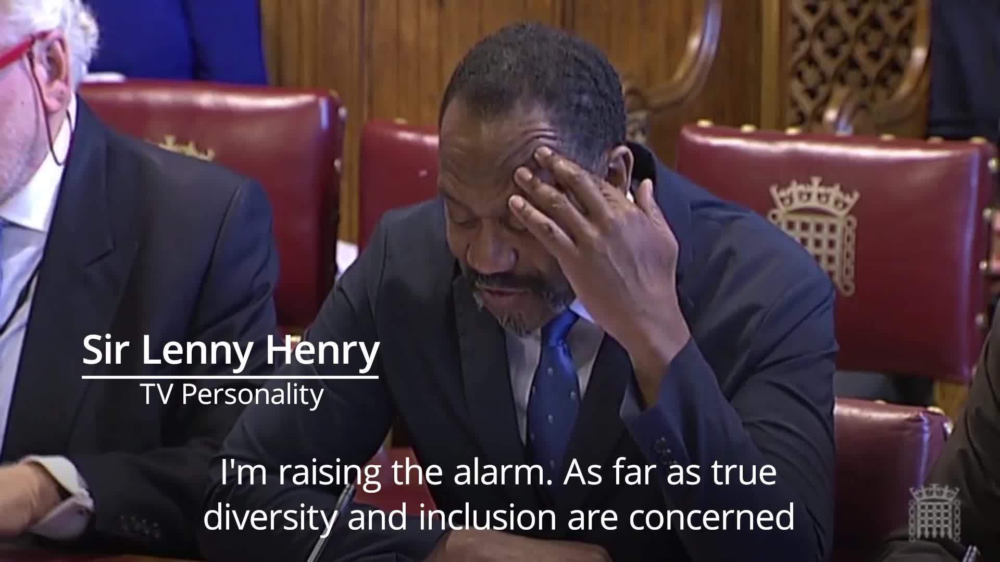 Sir Lenny Henry
TV Personality
I'm raising the alarm. As far as true
diversity and inclusion are concerned